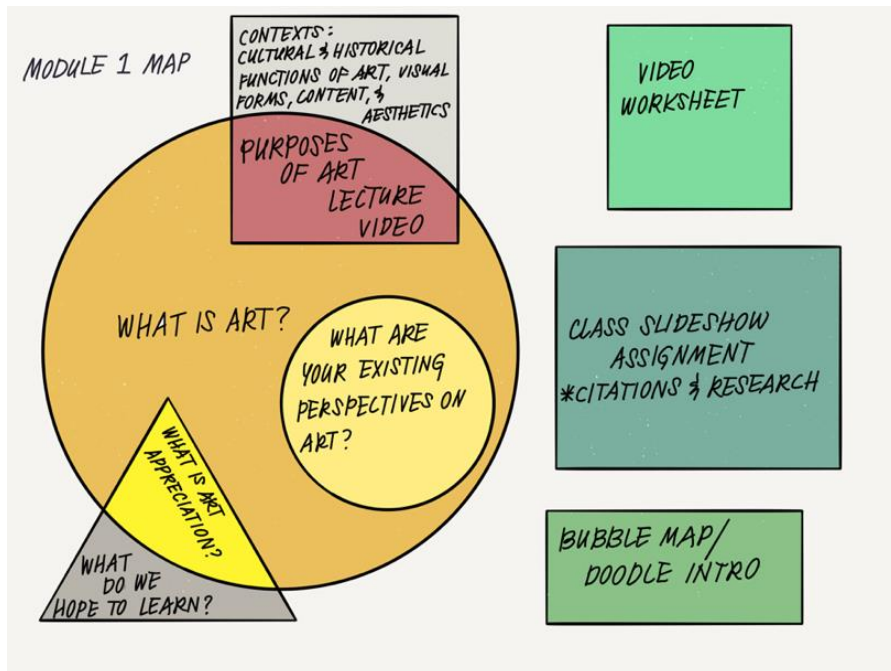 MODULE 1 MAP
CONTEXTS:
CULTURAL & HISTORICAL
FUNCTIONS OF ART, VISUAL
FORMS, CONTENT, &
AESTHETICS
PURPOSES
OF ART
LECTURE
VIDEO
WHAT IS ART?
WHAT ARE
YOUR EXISTING
PERSPECTIVES ON
ART?
WHAT IS ART
APPRECIATION?
WHAT
DO WE
HOPE TO LEARN?
VIDEO
WORKSHEET
CLASS SLIDESHOW
ASSIGNMENT
*CITATIONS & RESEARCH
BUBBLE MAP/
DOODLE INTRO